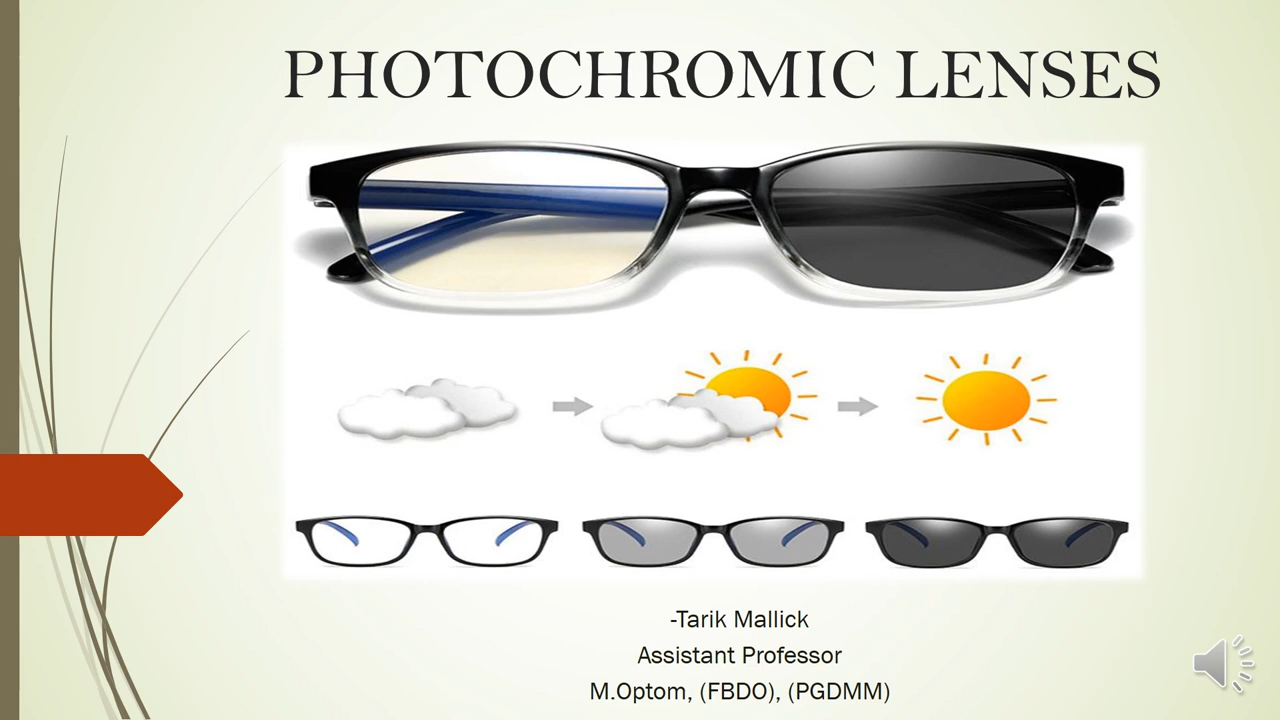 PHOTOCHROMIC LENSES
-Tarik Mallick
Assistant Professor
M.Optom, (FBDO), (PGDMM)